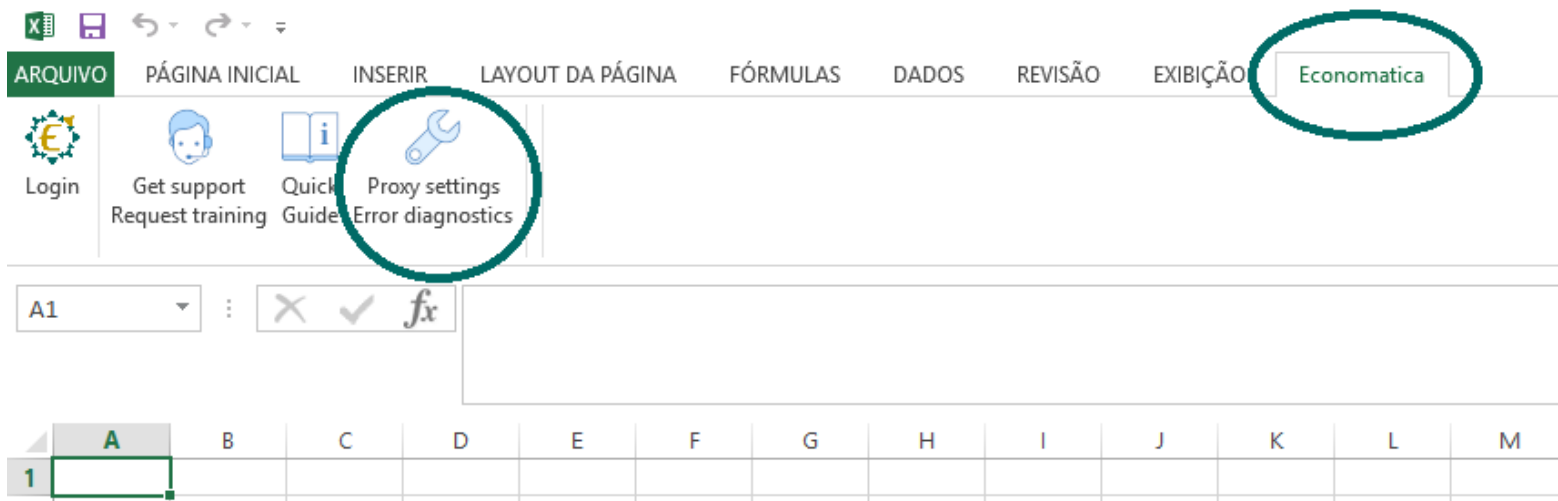 ARQUIVO PÁGINA INICIAL INSERIR LAYOUT DA PÁGINA FÓRMULAS DADOS REVISÃO EXIBIÇÃO Economatica
Login Get support Quick Proxy settings
Request training Guide Error diagnostics
A1 fx
A B C D E F G H I J K L M
1